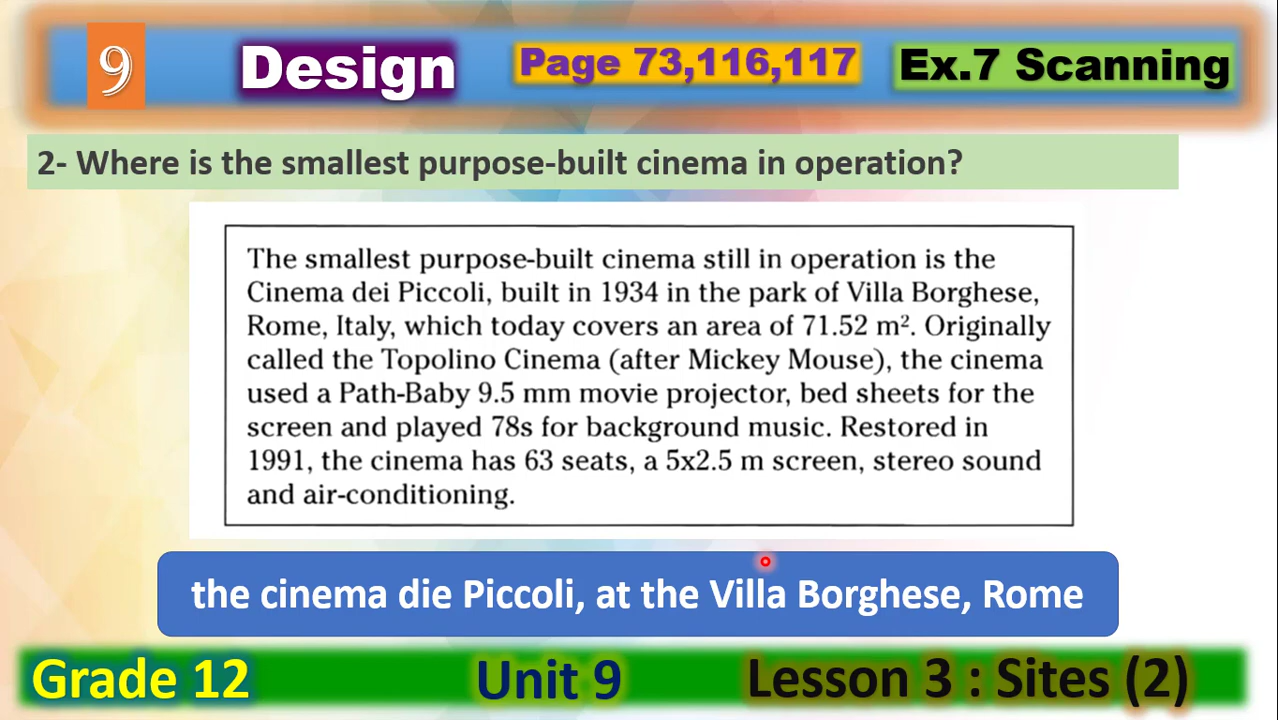 9 Design Page 73,116,117 Ex.7 Scanning
2- Where is the smallest purpose-built cinema in operation?
The smallest purpose-built cinema still in operation is the
Cinema dei Piccoli, built in 1934 in the park of Villa Borghese,
Rome, Italy, which today covers an area of 71.52 m². Originally
called the Topolino Cinema (after Mickey Mouse), the cinema
used a Path-Baby 9.5 mm movie projector, bed sheets for the
screen and played 78s for background music. Restored in
1991, the cinema has 63 seats, a 5x2.5 m screen, stereo sound
and air-conditioning.
the cinema die Piccoli, at the Villa Borghese, Rome
Grade 12 Unit 9 Lesson 3 : Sites (2)